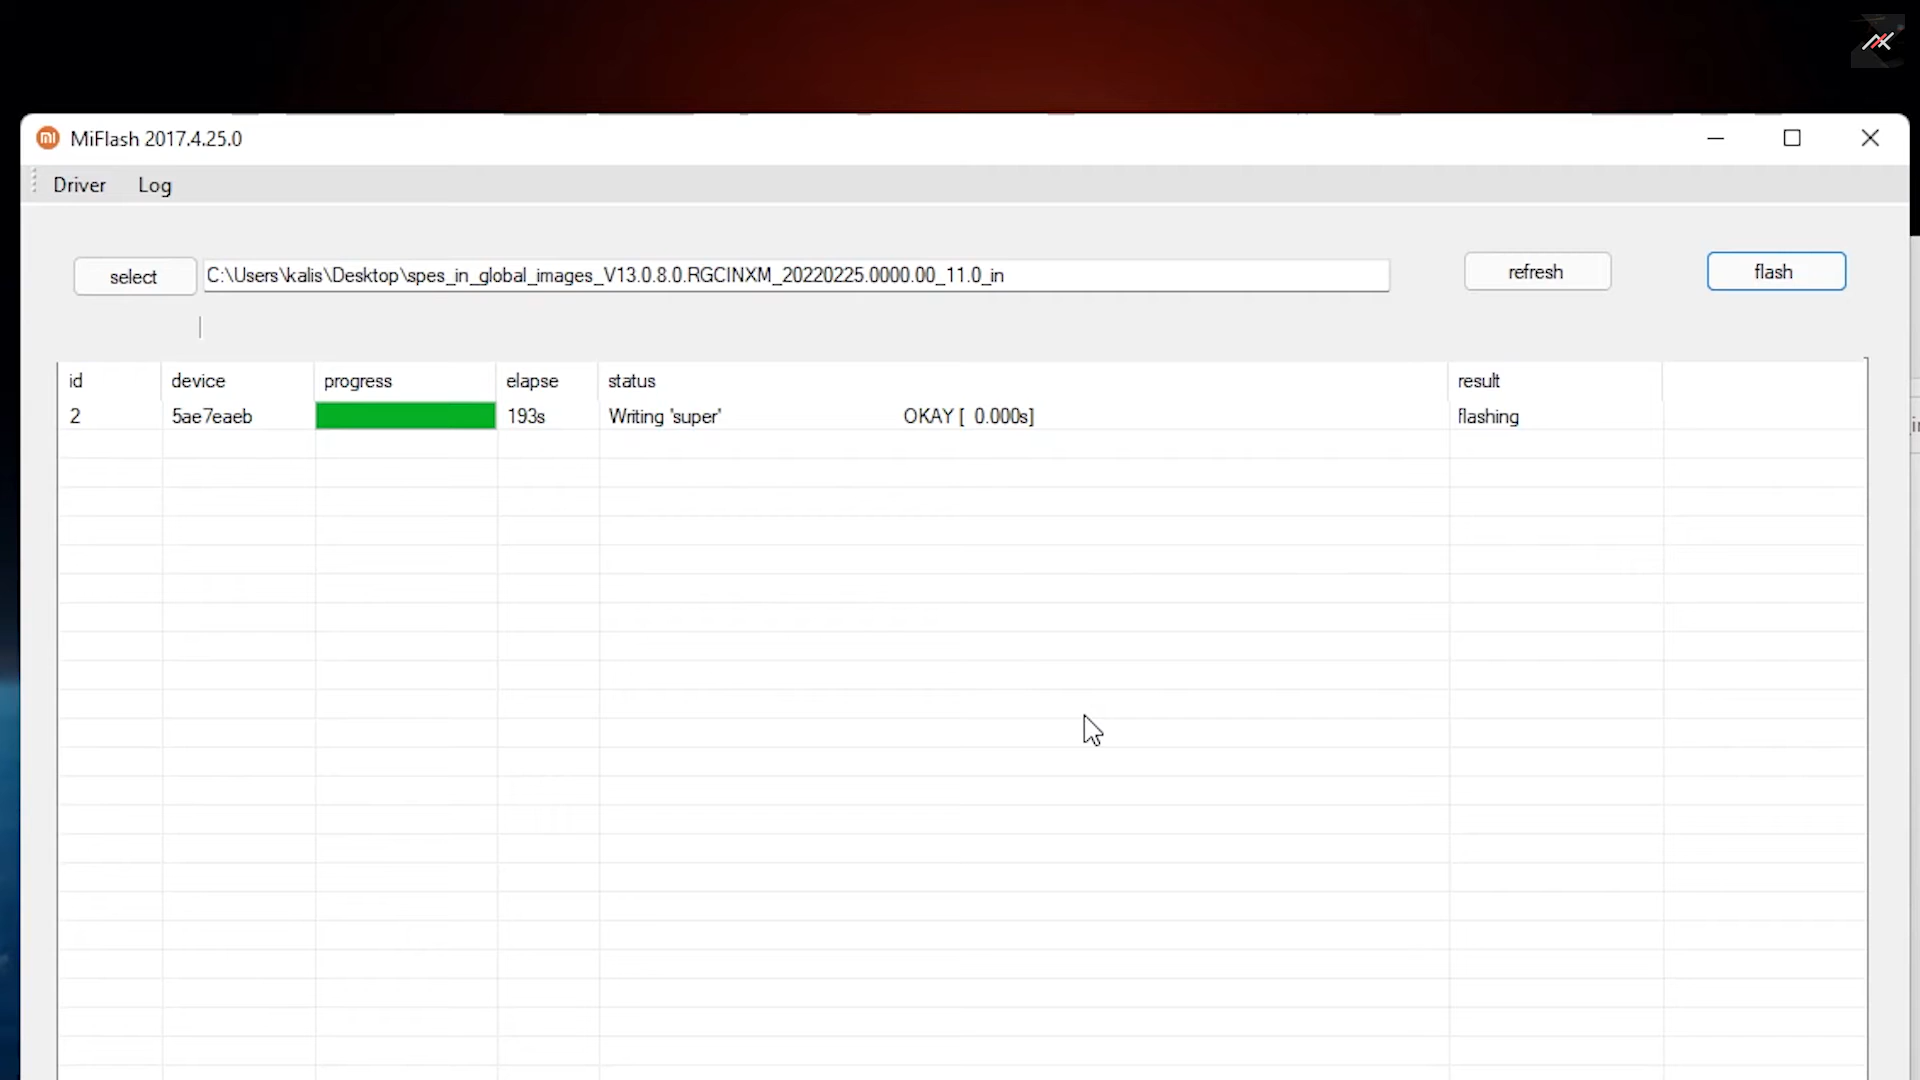 MiFlash 2017.4.25.0
Driver Log
select C:\Users\kalis\Desktop\spes_in_global_images_V13.0.8.0.RGCINXM_20220225.0000.00_11.0_in refresh flash
id device progress elapse status result
2 5ae7eaeb 193s Writing 'super' OKAY [ 0.000s] flashing